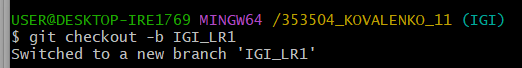 USER@DESKTOP-IRE1769 MINGW64 /353504_KOVALENKO_11 (IGI)
$ git checkout -b IGI_LR1
Switched to a new branch 'IGI_LR1'